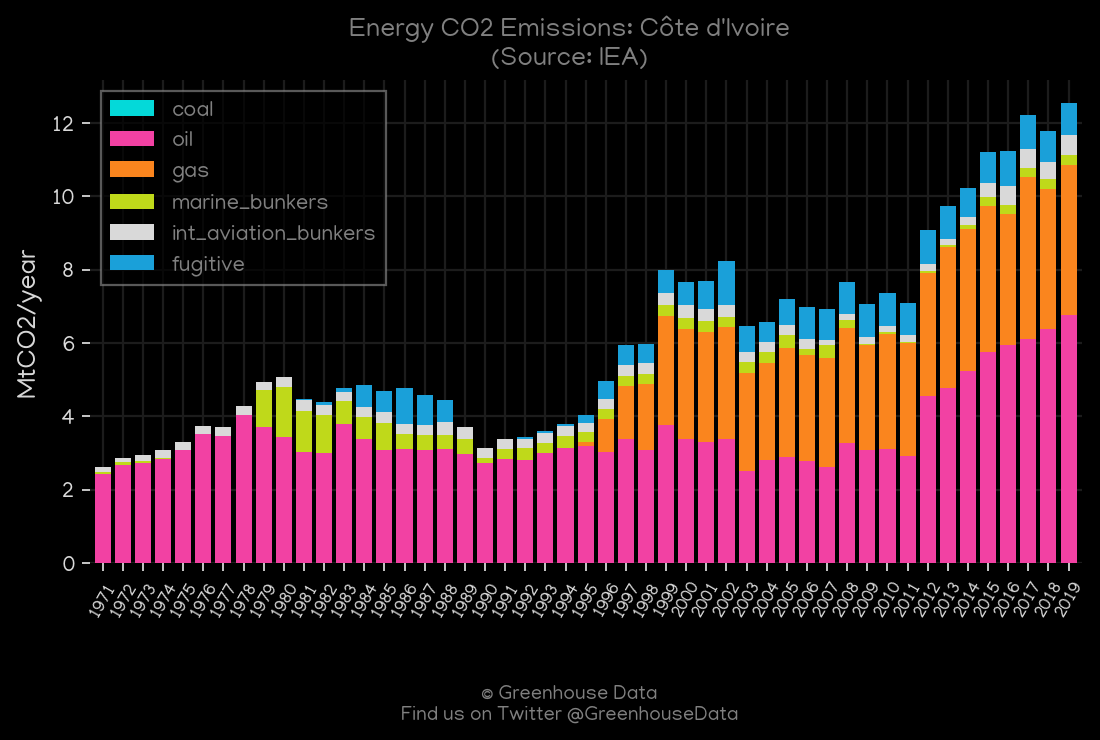 Energy CO2 Emissions: Côte d'Ivoire
(Source: IEA)
coal
oil
gas
marine_bunkers
int_aviation_bunkers
fugitive
MtCO2/year
12
10
8
6
4
2
0
1971 1972 1973 1974 1975 1976 1977 1978 1979 1980 1981 1982 1983 1984 1985 1986 1987 1988 1989 1990 1991 1992 1993 1994 1995 1996 1997 1998 1999 2000 2001 2002 2003 2004 2005 2006 2007 2008 2009 2010 2011 2012 2013 2014 2015 2016 2017 2018 2019
© Greenhouse Data
Find us on Twitter @GreenhouseData